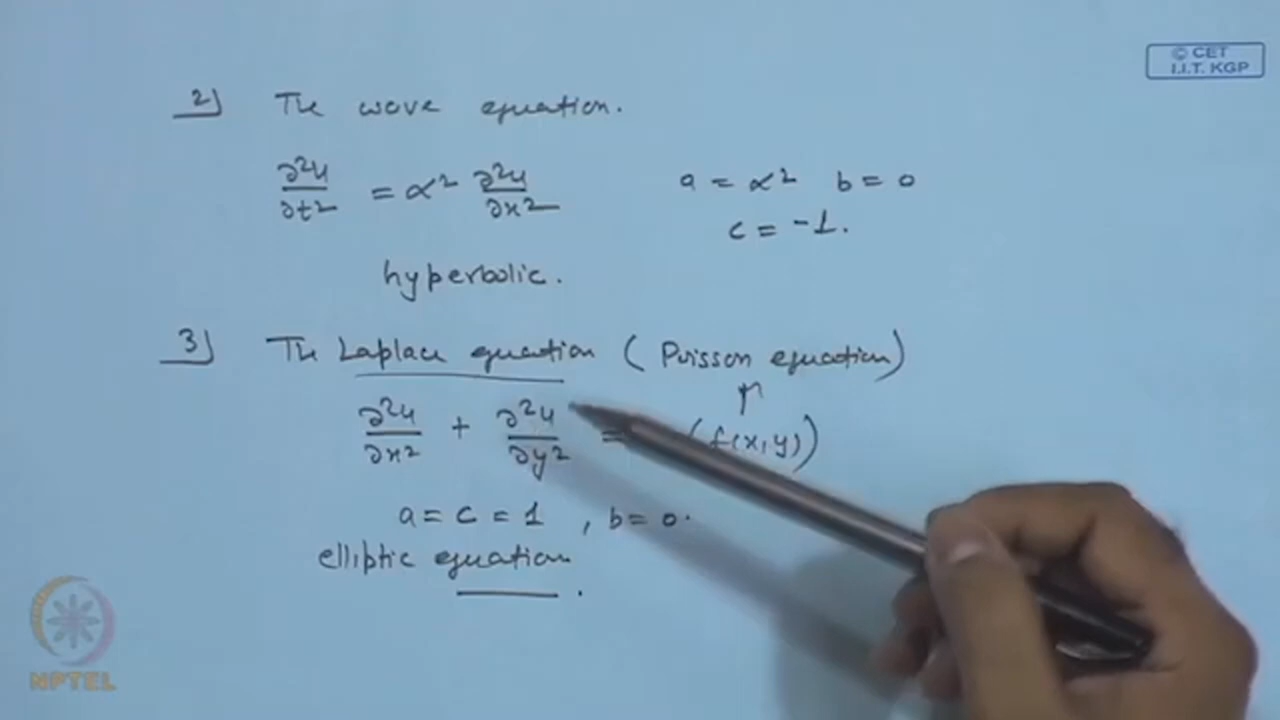 © CET
I.I.T. KGP
2) The wave equation.
∂²u/∂t² = α² ∂²u/∂x² a = α² b = 0
c = -1.
hyperbolic.
3) The Laplace equation (Poisson equation)
∂²u/∂x² + ∂²u/∂y² = (f(x,y))
a = c = 1 , b = 0.
elliptic equation.
NPTEL